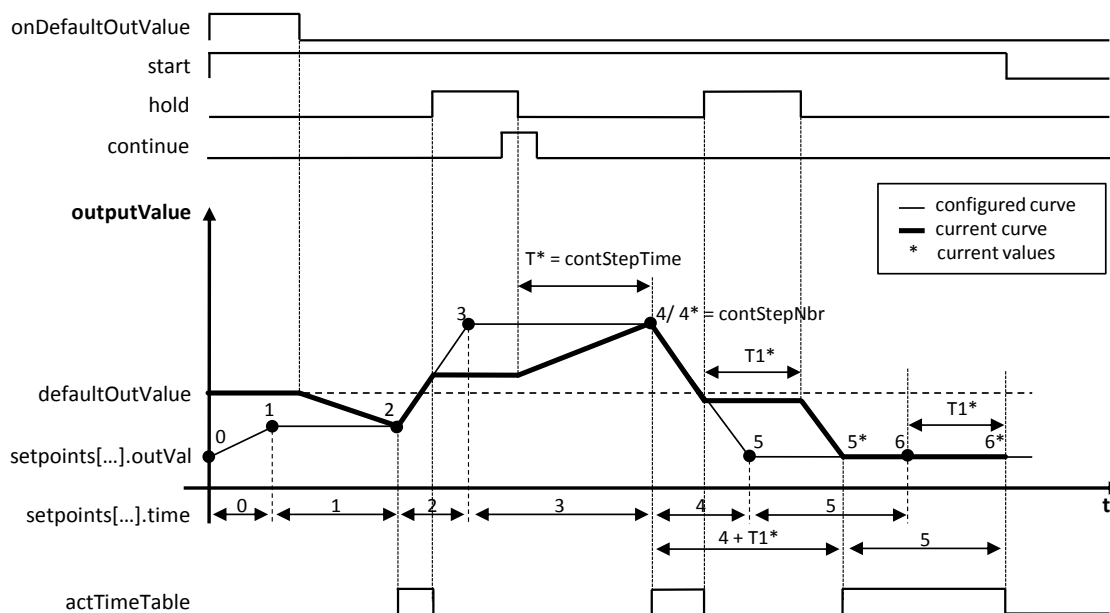 onDefaultOutValue
start
hold
continue
outputValue
configured curve
current curve
* current values
T* = contStepTime
3
4/ 4* = contStepNbr
T1*
defaultOutValue
T1*
1
2
0
5
5*
6
6*
setpoints[...].outVal
t
setpoints[...].time
0
1
2
3
4
5
4 + T1*
5
actTimeTable